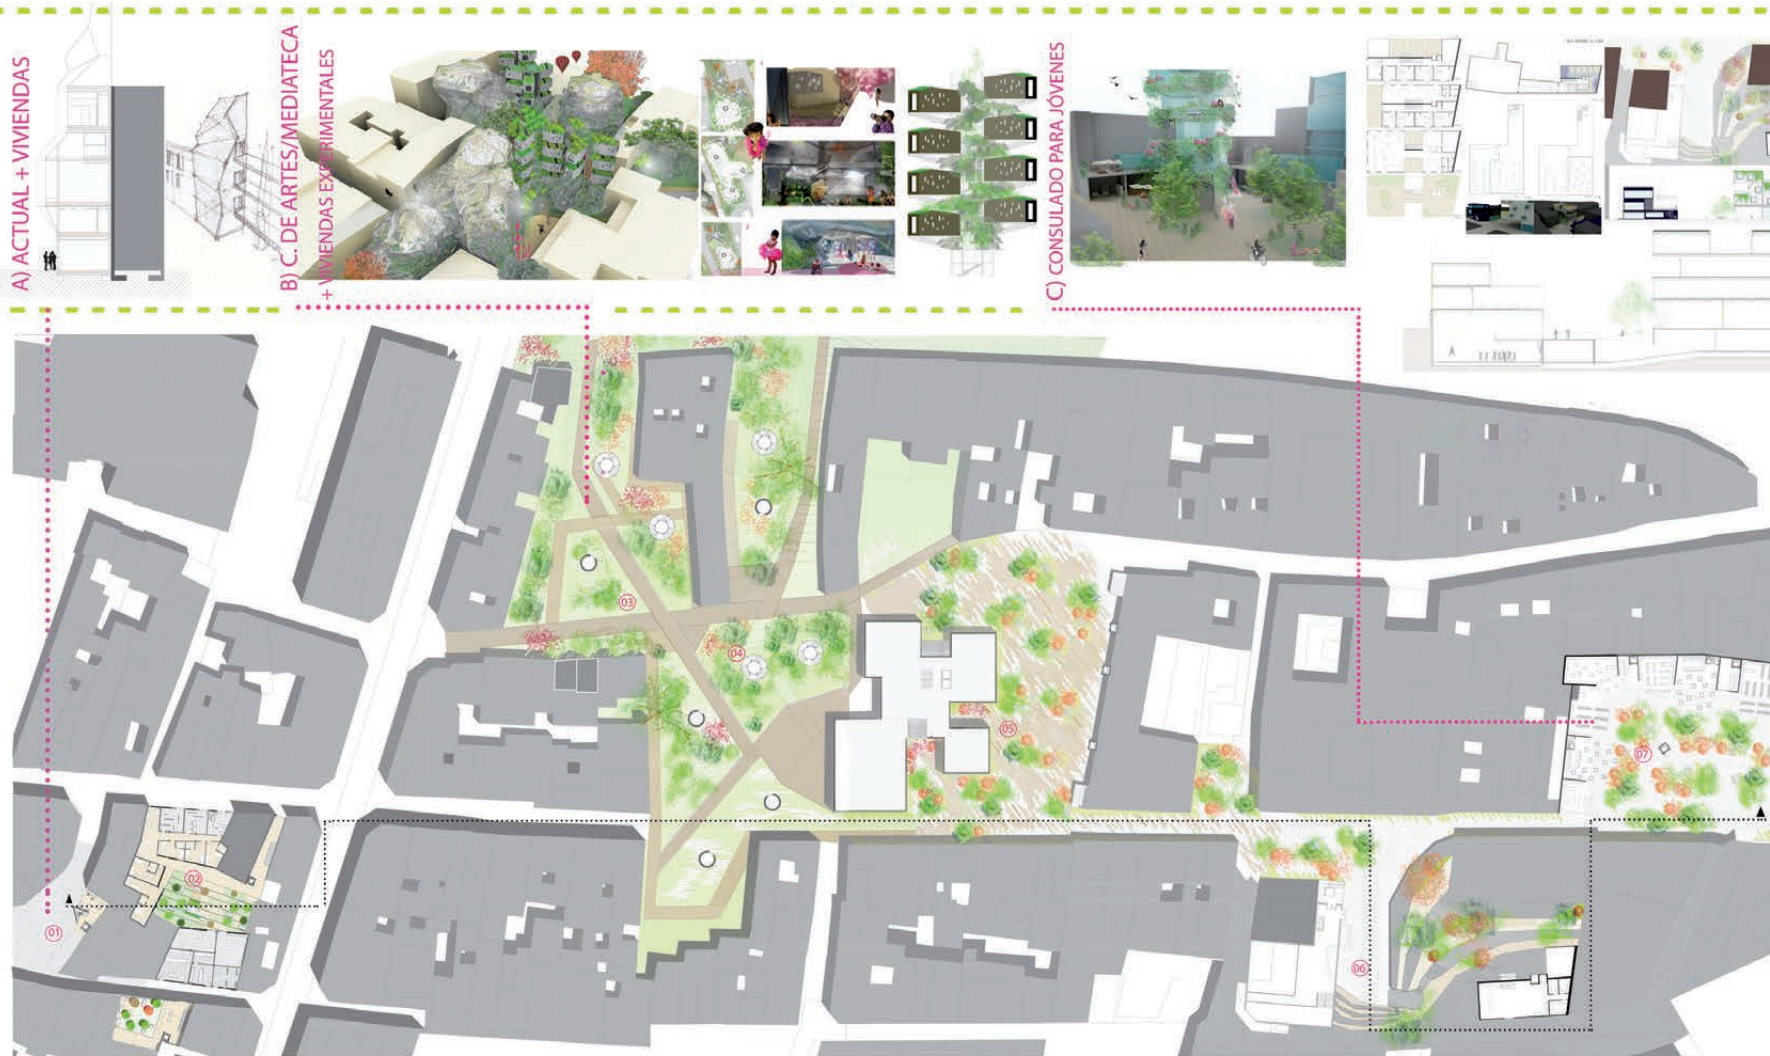 A) ACTUAL + VIVIENDAS
B) C. DE ARTES/MEDIATECA
+ VIVIENDAS EXPERIMENTALES
C) CONSULADO PARA JÓVENES
03
04
05
07
02
01
06